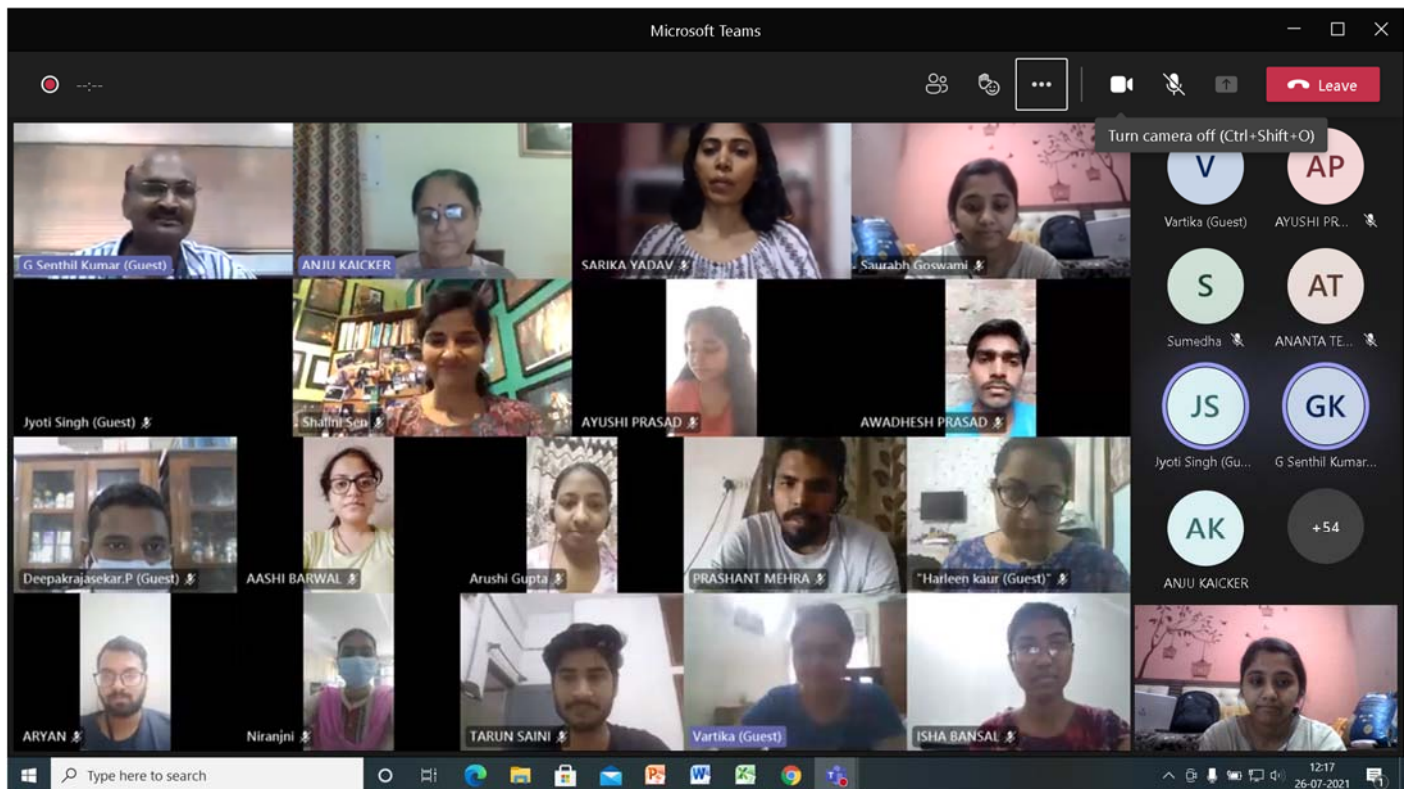 Microsoft Teams
--:--
Leave
Turn camera off (Ctrl+Shift+O)
G Senthil Kumar (Guest)
ANJU KAICKER
SARIKA YADAV
Saurabh Goswami
V
AP
Vartika (Guest)
AYUSHI PR...
S
AT
Sumedha
ANANTA TE...
Jyoti Singh (Guest)
Shalini Sen
AYUSHI PRASAD
AWADHESH PRASAD
JS
GK
Jyoti Singh (Gu...
G Senthil Kumar...
Deepakrajasekar.P (Guest)
AASHI BARWAL
Arushi Gupta
PRASHANT MEHRA
"Harleen kaur (Guest)"
AK
+54
ANJU KAICKER
ARYAN
Niranjni
TARUN SAINI
Vartika (Guest)
ISHA BANSAL
Type here to search
12:17
26-07-2021
1